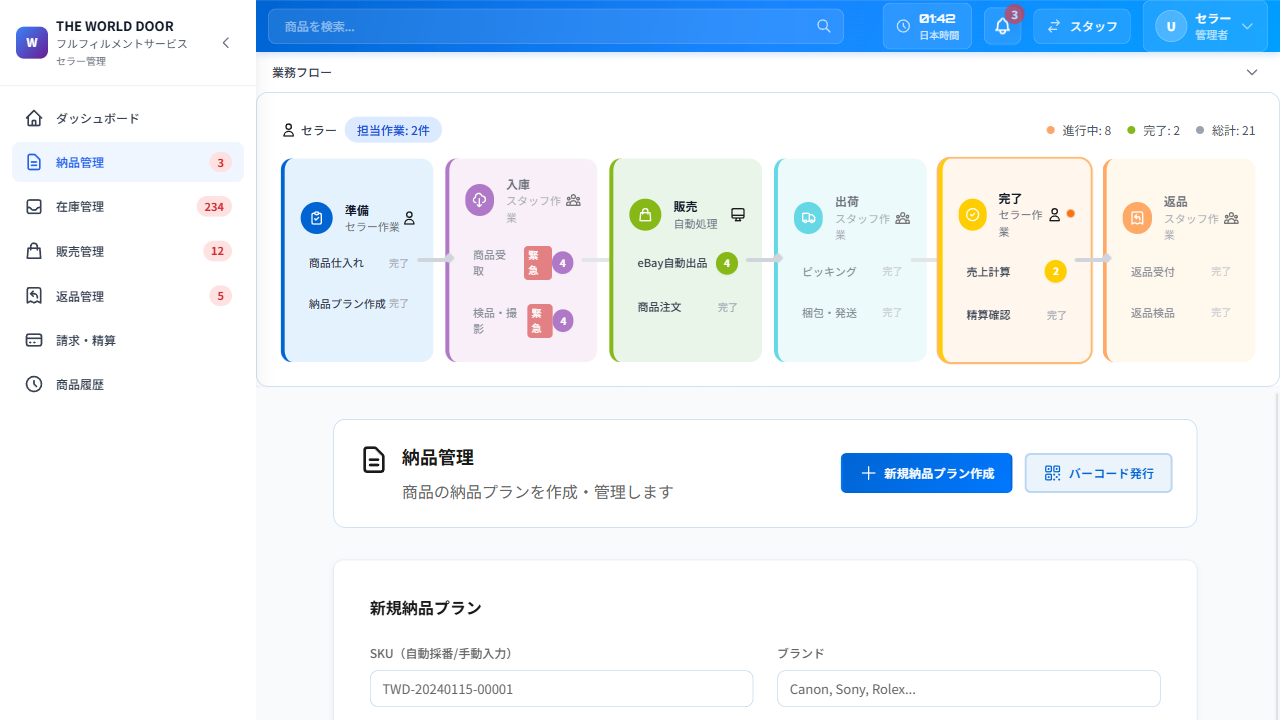 THE WORLD DOOR
フルフィルメントサービス
セラー管理
W
商品を検索...
01:42
日本時間
3
スタッフ
U
セラー
管理者
ダッシュボード
納品管理 3
在庫管理 234
販売管理 12
返品管理 5
請求・精算
商品履歴
業務フロー
セラー 担当作業: 2件
進行中: 8 完了: 2 総計: 21
準備
セラー作業
商品仕入れ 完了
納品プラン作成 完了
入庫
スタッフ作
業
商品受
取
緊
急
4
検品・撮
影
緊
急
4
販売
自動処理
eBay自動出品 4
商品注文 完了
出荷
スタッフ作
業
ピッキング 完了
梱包・発送 完了
完了
セラー作
業
売上計算 2
精算確認 完了
返品
スタッフ作
業
返品受付 完了
返品検品 完了
納品管理
商品の納品プランを作成・管理します
新規納品プラン作成
バーコード発行
新規納品プラン
SKU（自動採番/手動入力）
TWD-20240115-00001
ブランド
Canon, Sony, Rolex...